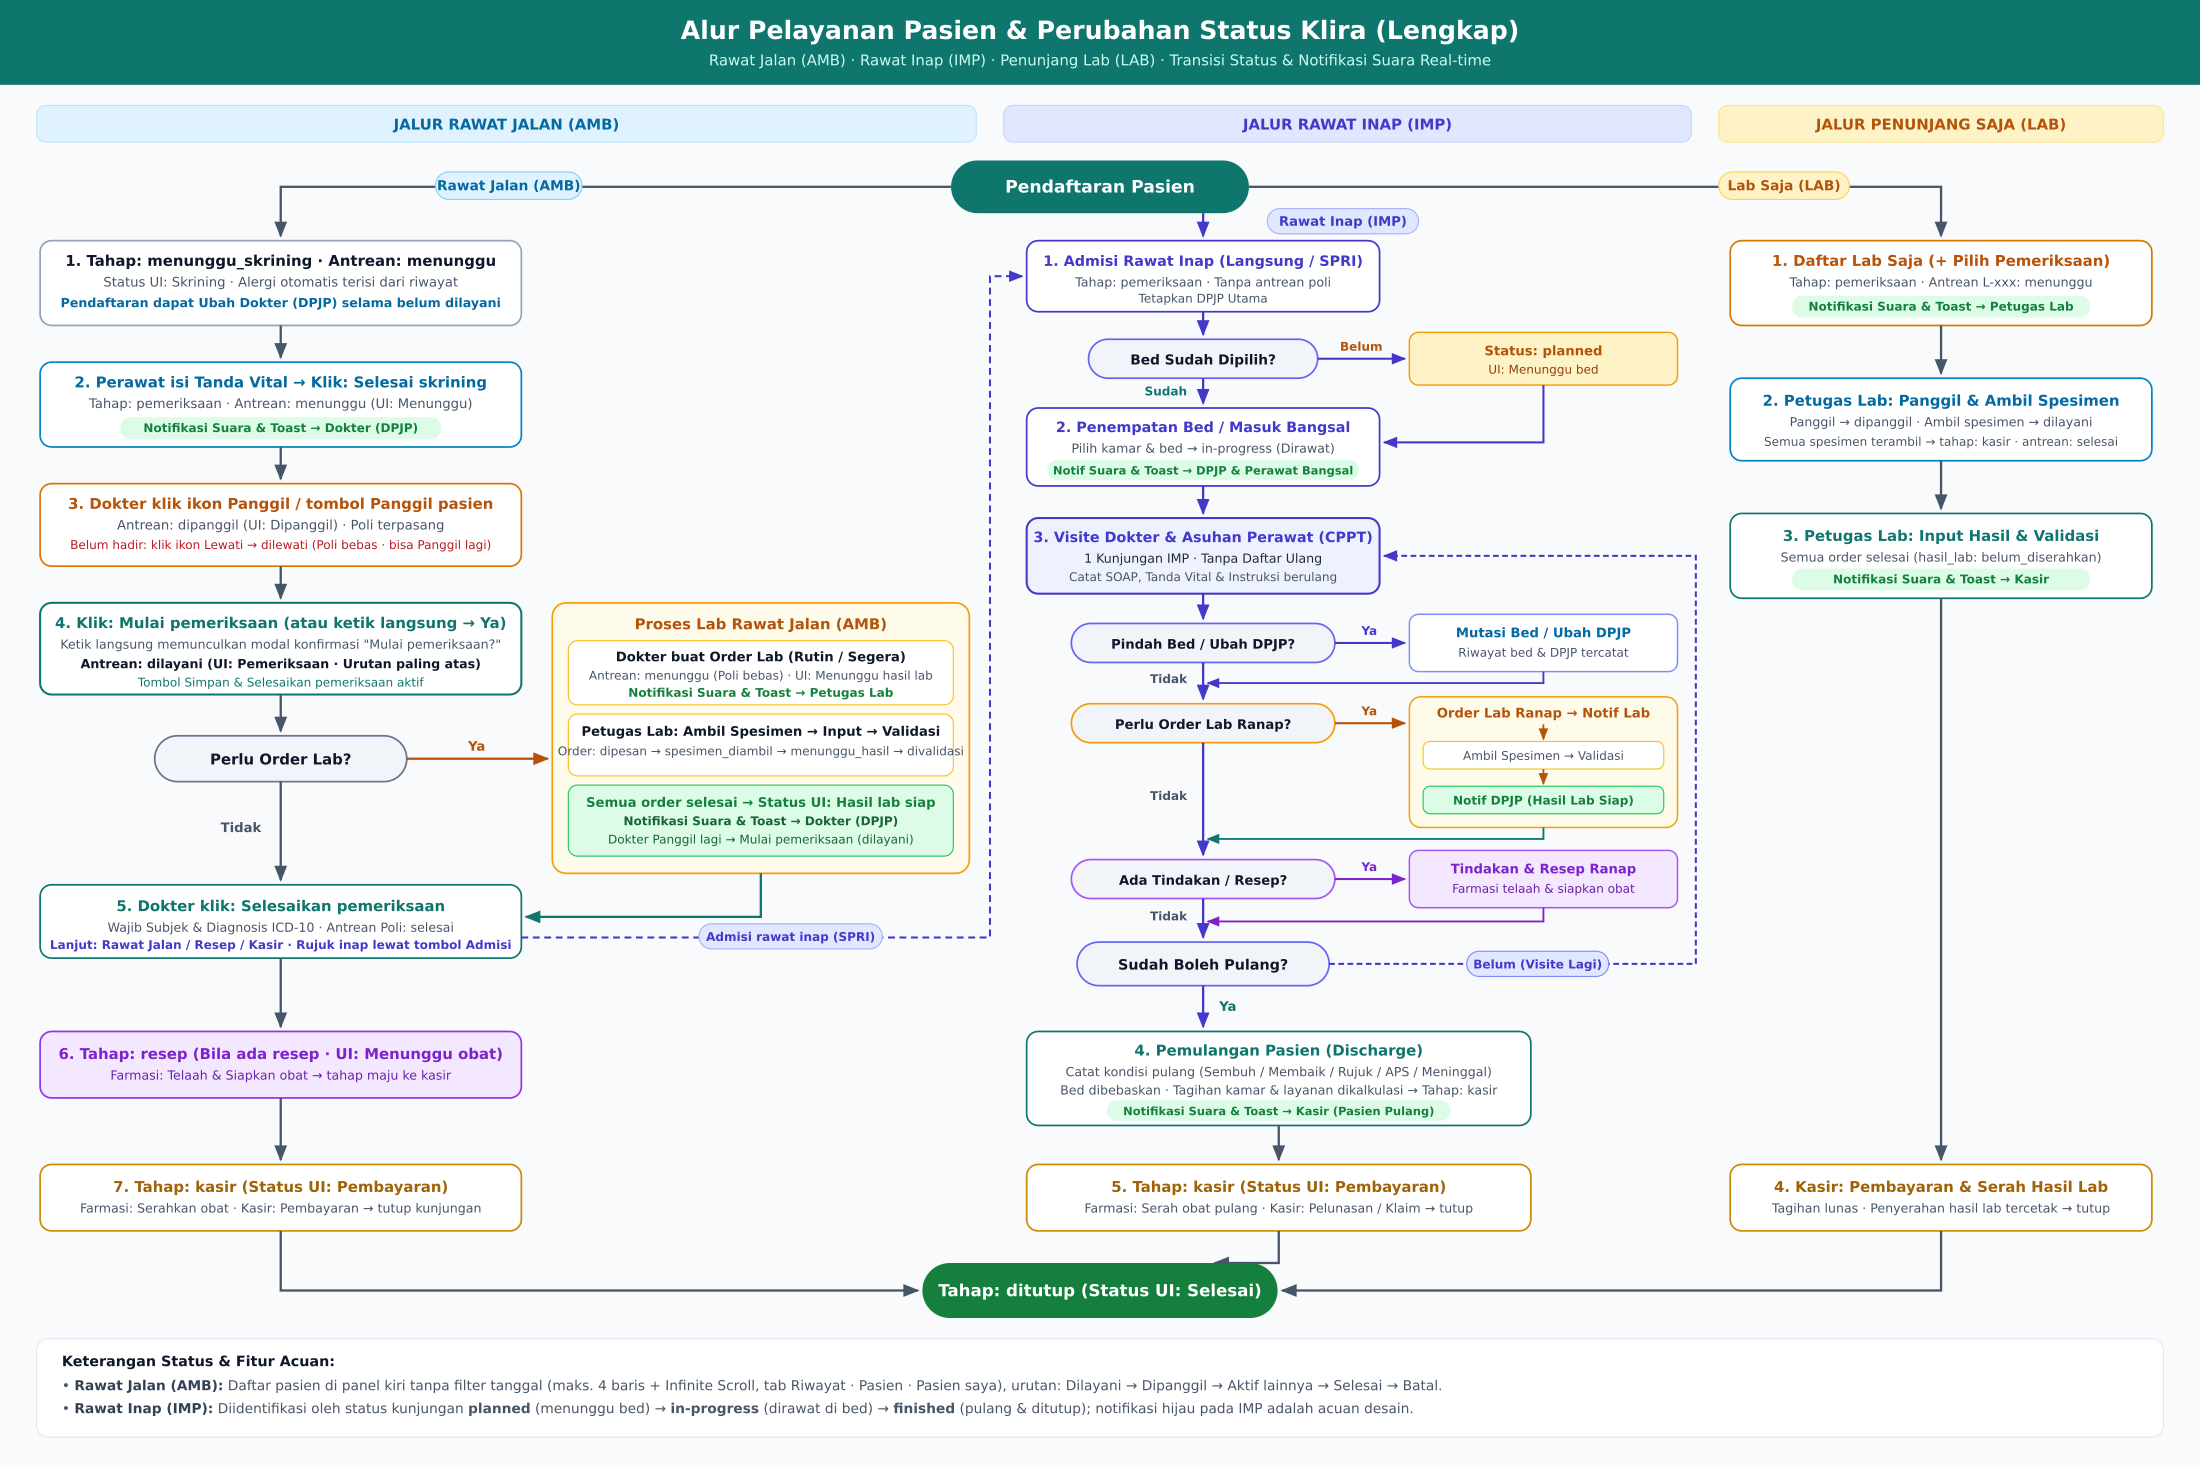 Alur Pelayanan Pasien & Perubahan Status Klira (Lengkap)
Rawat Jalan (AMB) · Rawat Inap (IMP) · Penunjang Lab (LAB) · Transisi Status & Notifikasi Suara Real-time
JALUR RAWAT JALAN (AMB)
JALUR RAWAT INAP (IMP)
JALUR PENUNJANG SAJA (LAB)
Pendaftaran Pasien
Rawat Jalan (AMB)
Lab Saja (LAB)
Rawat Inap (IMP)
1. Tahap: menunggu_skrining · Antrean: menunggu
Status UI: Skrining · Alergi otomatis terisi dari riwayat
Pendaftaran dapat Ubah Dokter (DPJP) selama belum dilayani
2. Perawat isi Tanda Vital → Klik: Selesai skrining
Tahap: pemeriksaan · Antrean: menunggu (UI: Menunggu)
Notifikasi Suara & Toast → Dokter (DPJP)
3. Dokter klik ikon Panggil / tombol Panggil pasien
Antrean: dipanggil (UI: Dipanggil) · Poli terpasang
Belum hadir: klik ikon Lewati → dilewati (Poli bebas · bisa Panggil lagi)
4. Klik: Mulai pemeriksaan (atau ketik langsung → Ya)
Ketik langsung memunculkan modal konfirmasi "Mulai pemeriksaan?"
Antrean: dilayani (UI: Pemeriksaan · Urutan paling atas)
Tombol Simpan & Selesaikan pemeriksaan aktif
Perlu Order Lab?
Ya
Tidak
Proses Lab Rawat Jalan (AMB)
Dokter buat Order Lab (Rutin / Segera)
Antrean: menunggu (Poli bebas) · UI: Menunggu hasil lab
Notifikasi Suara & Toast → Petugas Lab
Petugas Lab: Ambil Spesimen → Input → Validasi
Order: dipesan → spesimen_diambil → menunggu_hasil → divalidasi
Semua order selesai → Status UI: Hasil lab siap
Notifikasi Suara & Toast → Dokter (DPJP)
Dokter Panggil lagi → Mulai pemeriksaan (dilayani)
5. Dokter klik: Selesaikan pemeriksaan
Wajib Subjek & Diagnosis ICD-10 · Antrean Poli: selesai
Lanjut: Rawat Jalan / Resep / Kasir · Rujuk inap lewat tombol Admisi
Admisi rawat inap (SPRI)
6. Tahap: resep (Bila ada resep · UI: Menunggu obat)
Farmasi: Telaah & Siapkan obat → tahap maju ke kasir
7. Tahap: kasir (Status UI: Pembayaran)
Farmasi: Serahkan obat · Kasir: Pembayaran → tutup kunjungan
1. Admisi Rawat Inap (Langsung / SPRI)
Tahap: pemeriksaan · Tanpa antrean poli
Tetapkan DPJP Utama
Bed Sudah Dipilih?
Belum
Sudah
Status: planned
UI: Menunggu bed
2. Penempatan Bed / Masuk Bangsal
Pilih kamar & bed → in-progress (Dirawat)
Notif Suara & Toast → DPJP & Perawat Bangsal
3. Visite Dokter & Asuhan Perawat (CPPT)
1 Kunjungan IMP · Tanpa Daftar Ulang
Catat SOAP, Tanda Vital & Instruksi berulang
Pindah Bed / Ubah DPJP?
Ya
Tidak
Mutasi Bed / Ubah DPJP
Riwayat bed & DPJP tercatat
Perlu Order Lab Ranap?
Ya
Tidak
Order Lab Ranap → Notif Lab
Ambil Spesimen → Validasi
Notif DPJP (Hasil Lab Siap)
Ada Tindakan / Resep?
Ya
Tidak
Tindakan & Resep Ranap
Farmasi telaah & siapkan obat
Sudah Boleh Pulang?
Belum (Visite Lagi)
Ya
4. Pemulangan Pasien (Discharge)
Catat kondisi pulang (Sembuh / Membaik / Rujuk / APS / Meninggal)
Bed dibebaskan · Tagihan kamar & layanan dikalkulasi → Tahap: kasir
Notifikasi Suara & Toast → Kasir (Pasien Pulang)
5. Tahap: kasir (Status UI: Pembayaran)
Farmasi: Serah obat pulang · Kasir: Pelunasan / Klaim → tutup
1. Daftar Lab Saja (+ Pilih Pemeriksaan)
Tahap: pemeriksaan · Antrean L-xxx: menunggu
Notifikasi Suara & Toast → Petugas Lab
2. Petugas Lab: Panggil & Ambil Spesimen
Panggil → dipanggil · Ambil spesimen → dilayani
Semua spesimen terambil → tahap: kasir · antrean: selesai
3. Petugas Lab: Input Hasil & Validasi
Semua order selesai (hasil_lab: belum_diserahkan)
Notifikasi Suara & Toast → Kasir
4. Kasir: Pembayaran & Serah Hasil Lab
Tagihan lunas · Penyerahan hasil lab tercetak → tutup
Tahap: ditutup (Status UI: Selesai)
Keterangan Status & Fitur Acuan:
• Rawat Jalan (AMB): Daftar pasien di panel kiri tanpa filter tanggal (maks. 4 baris + Infinite Scroll, tab Riwayat · Pasien · Pasien saya), urutan: Dilayani → Dipanggil → Aktif lainnya → Selesai → Batal.
• Rawat Inap (IMP): Diidentifikasi oleh status kunjungan planned (menunggu bed) → in-progress (dirawat di bed) → finished (pulang & ditutup); notifikasi hijau pada IMP adalah acuan desain.